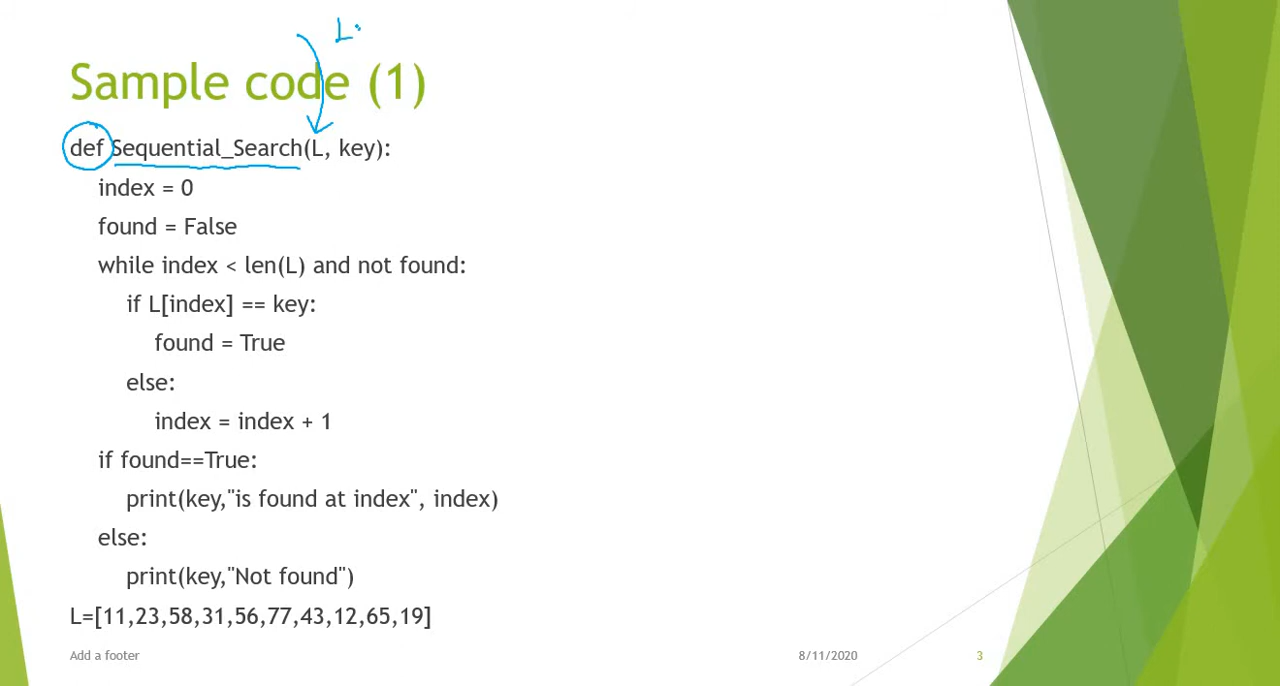 L
Sample code (1)
def Sequential_Search(L, key):
index = 0
found = False
while index < len(L) and not found:
if L[index] == key:
found = True
else:
index = index + 1
if found==True:
print(key,"is found at index", index)
else:
print(key,"Not found")
L=[11,23,58,31,56,77,43,12,65,19]
Add a footer
8/11/2020
3